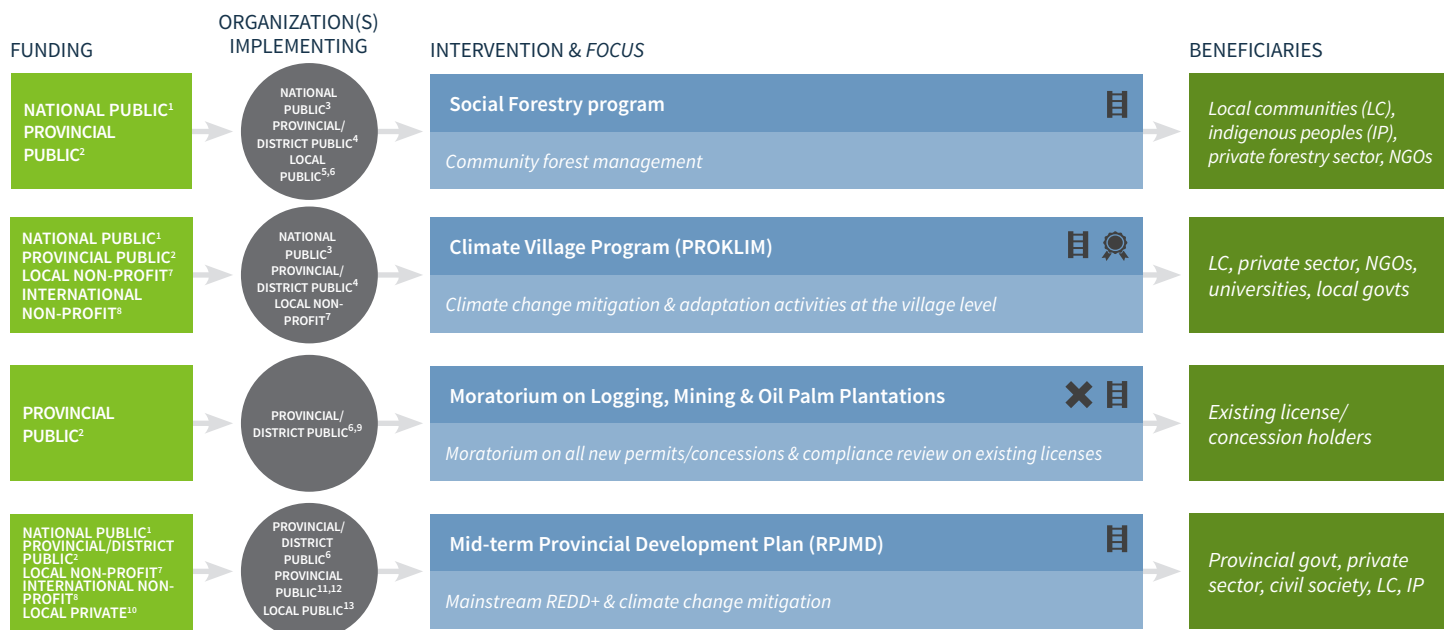 FUNDING
ORGANIZATION(S)
IMPLEMENTING
INTERVENTION & FOCUS
BENEFICIARIES
NATIONAL PUBLIC¹
PROVINCIAL
PUBLIC²
NATIONAL
PUBLIC³
PROVINCIAL/
DISTRICT PUBLIC⁴
LOCAL
PUBLIC⁵,⁶
Social Forestry program
Community forest management
Local communities (LC),
indigenous peoples (IP),
private forestry sector, NGOs
NATIONAL PUBLIC¹
PROVINCIAL PUBLIC²
LOCAL NON-PROFIT⁷
INTERNATIONAL
NON-PROFIT⁸
NATIONAL
PUBLIC³
PROVINCIAL/
DISTRICT PUBLIC⁴
LOCAL NON-
PROFIT⁷
Climate Village Program (PROKLIM)
Climate change mitigation & adaptation activities at the village level
LC, private sector, NGOs,
universities, local govts
PROVINCIAL
PUBLIC²
PROVINCIAL/
DISTRICT PUBLIC⁶,⁹
Moratorium on Logging, Mining & Oil Palm Plantations
Moratorium on all new permits/concessions & compliance review on existing licenses
Existing license/
concession holders
NATIONAL PUBLIC¹
PROVINCIAL/DISTRICT
PUBLIC²
LOCAL NON-PROFIT⁷
INTERNATIONAL NON-
PROFIT⁸
LOCAL PRIVATE¹⁰
PROVINCIAL/
DISTRICT
PUBLIC⁶
PROVINCIAL
PUBLIC¹¹,¹²
LOCAL PUBLIC¹³
Mid-term Provincial Development Plan (RPJMD)
Mainstream REDD+ & climate change mitigation
Provincial govt, private
sector, civil society, LC, IP